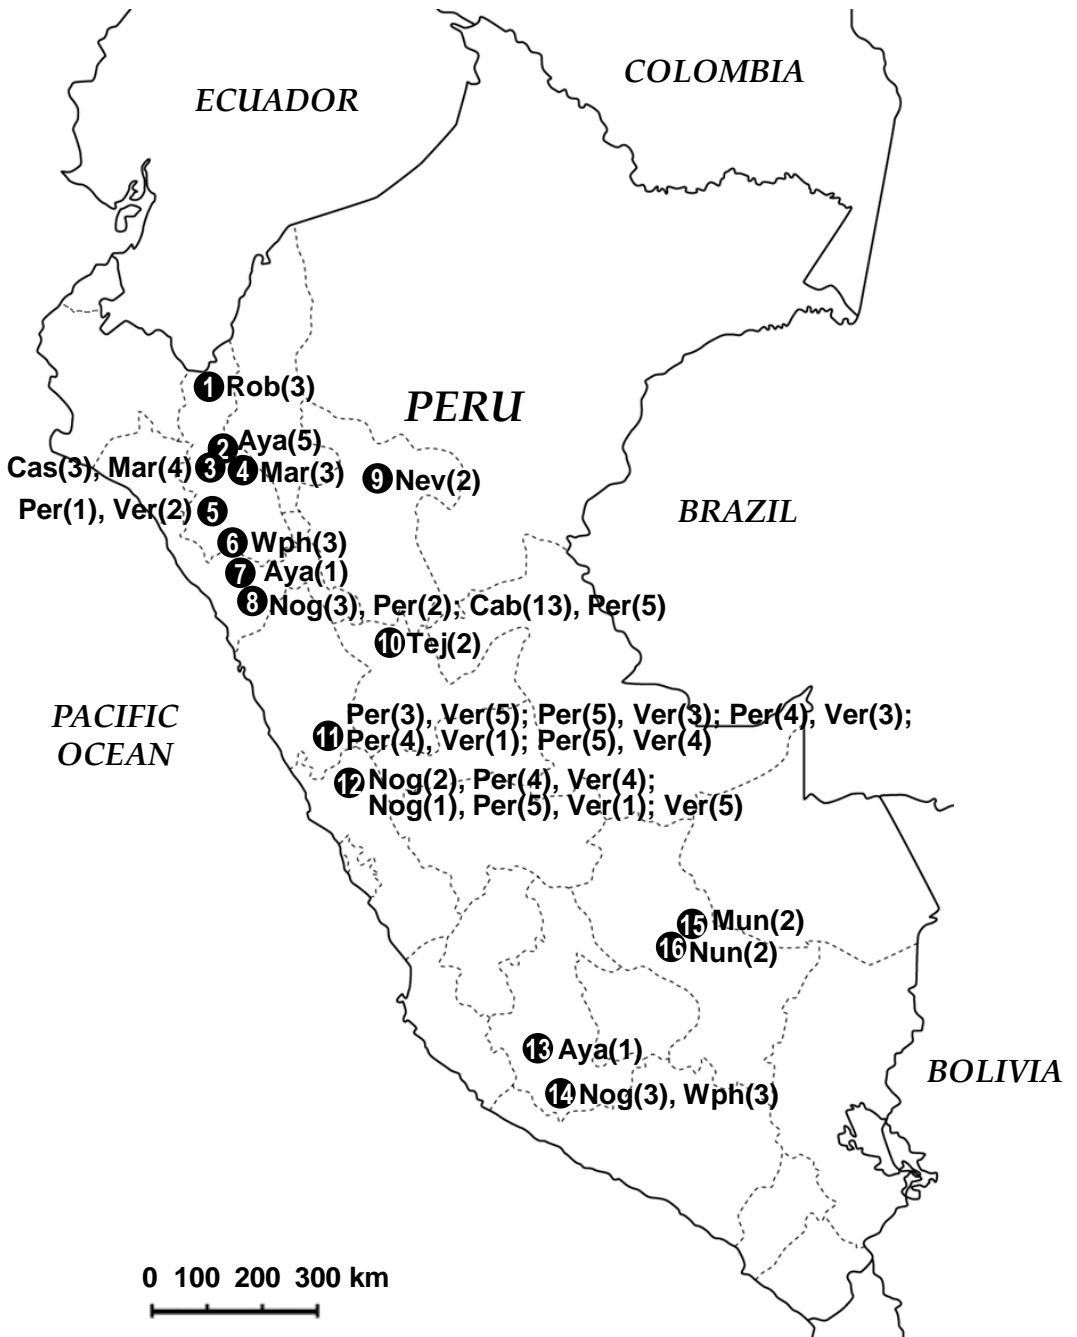 COLOMBIA
ECUADOR
1 Rob(3)
PERU
2 Aya(5)
Cas(3), Mar(4) 3 4 Mar(3)
9 Nev(2)
Per(1), Ver(2) 5
BRAZIL
6 Wph(3)
7 Aya(1)
8 Nog(3), Per(2); Cab(13), Per(5)
10 Tej(2)
PACIFIC
OCEAN
Per(3), Ver(5); Per(5), Ver(3); Per(4), Ver(3);
11 Per(4), Ver(1); Per(5), Ver(4)
12 Nog(2), Per(4), Ver(4);
Nog(1), Per(5), Ver(1); Ver(5)
15 Mun(2)
16 Nun(2)
13 Aya(1)
BOLIVIA
14 Nog(3), Wph(3)
0 100 200 300 km